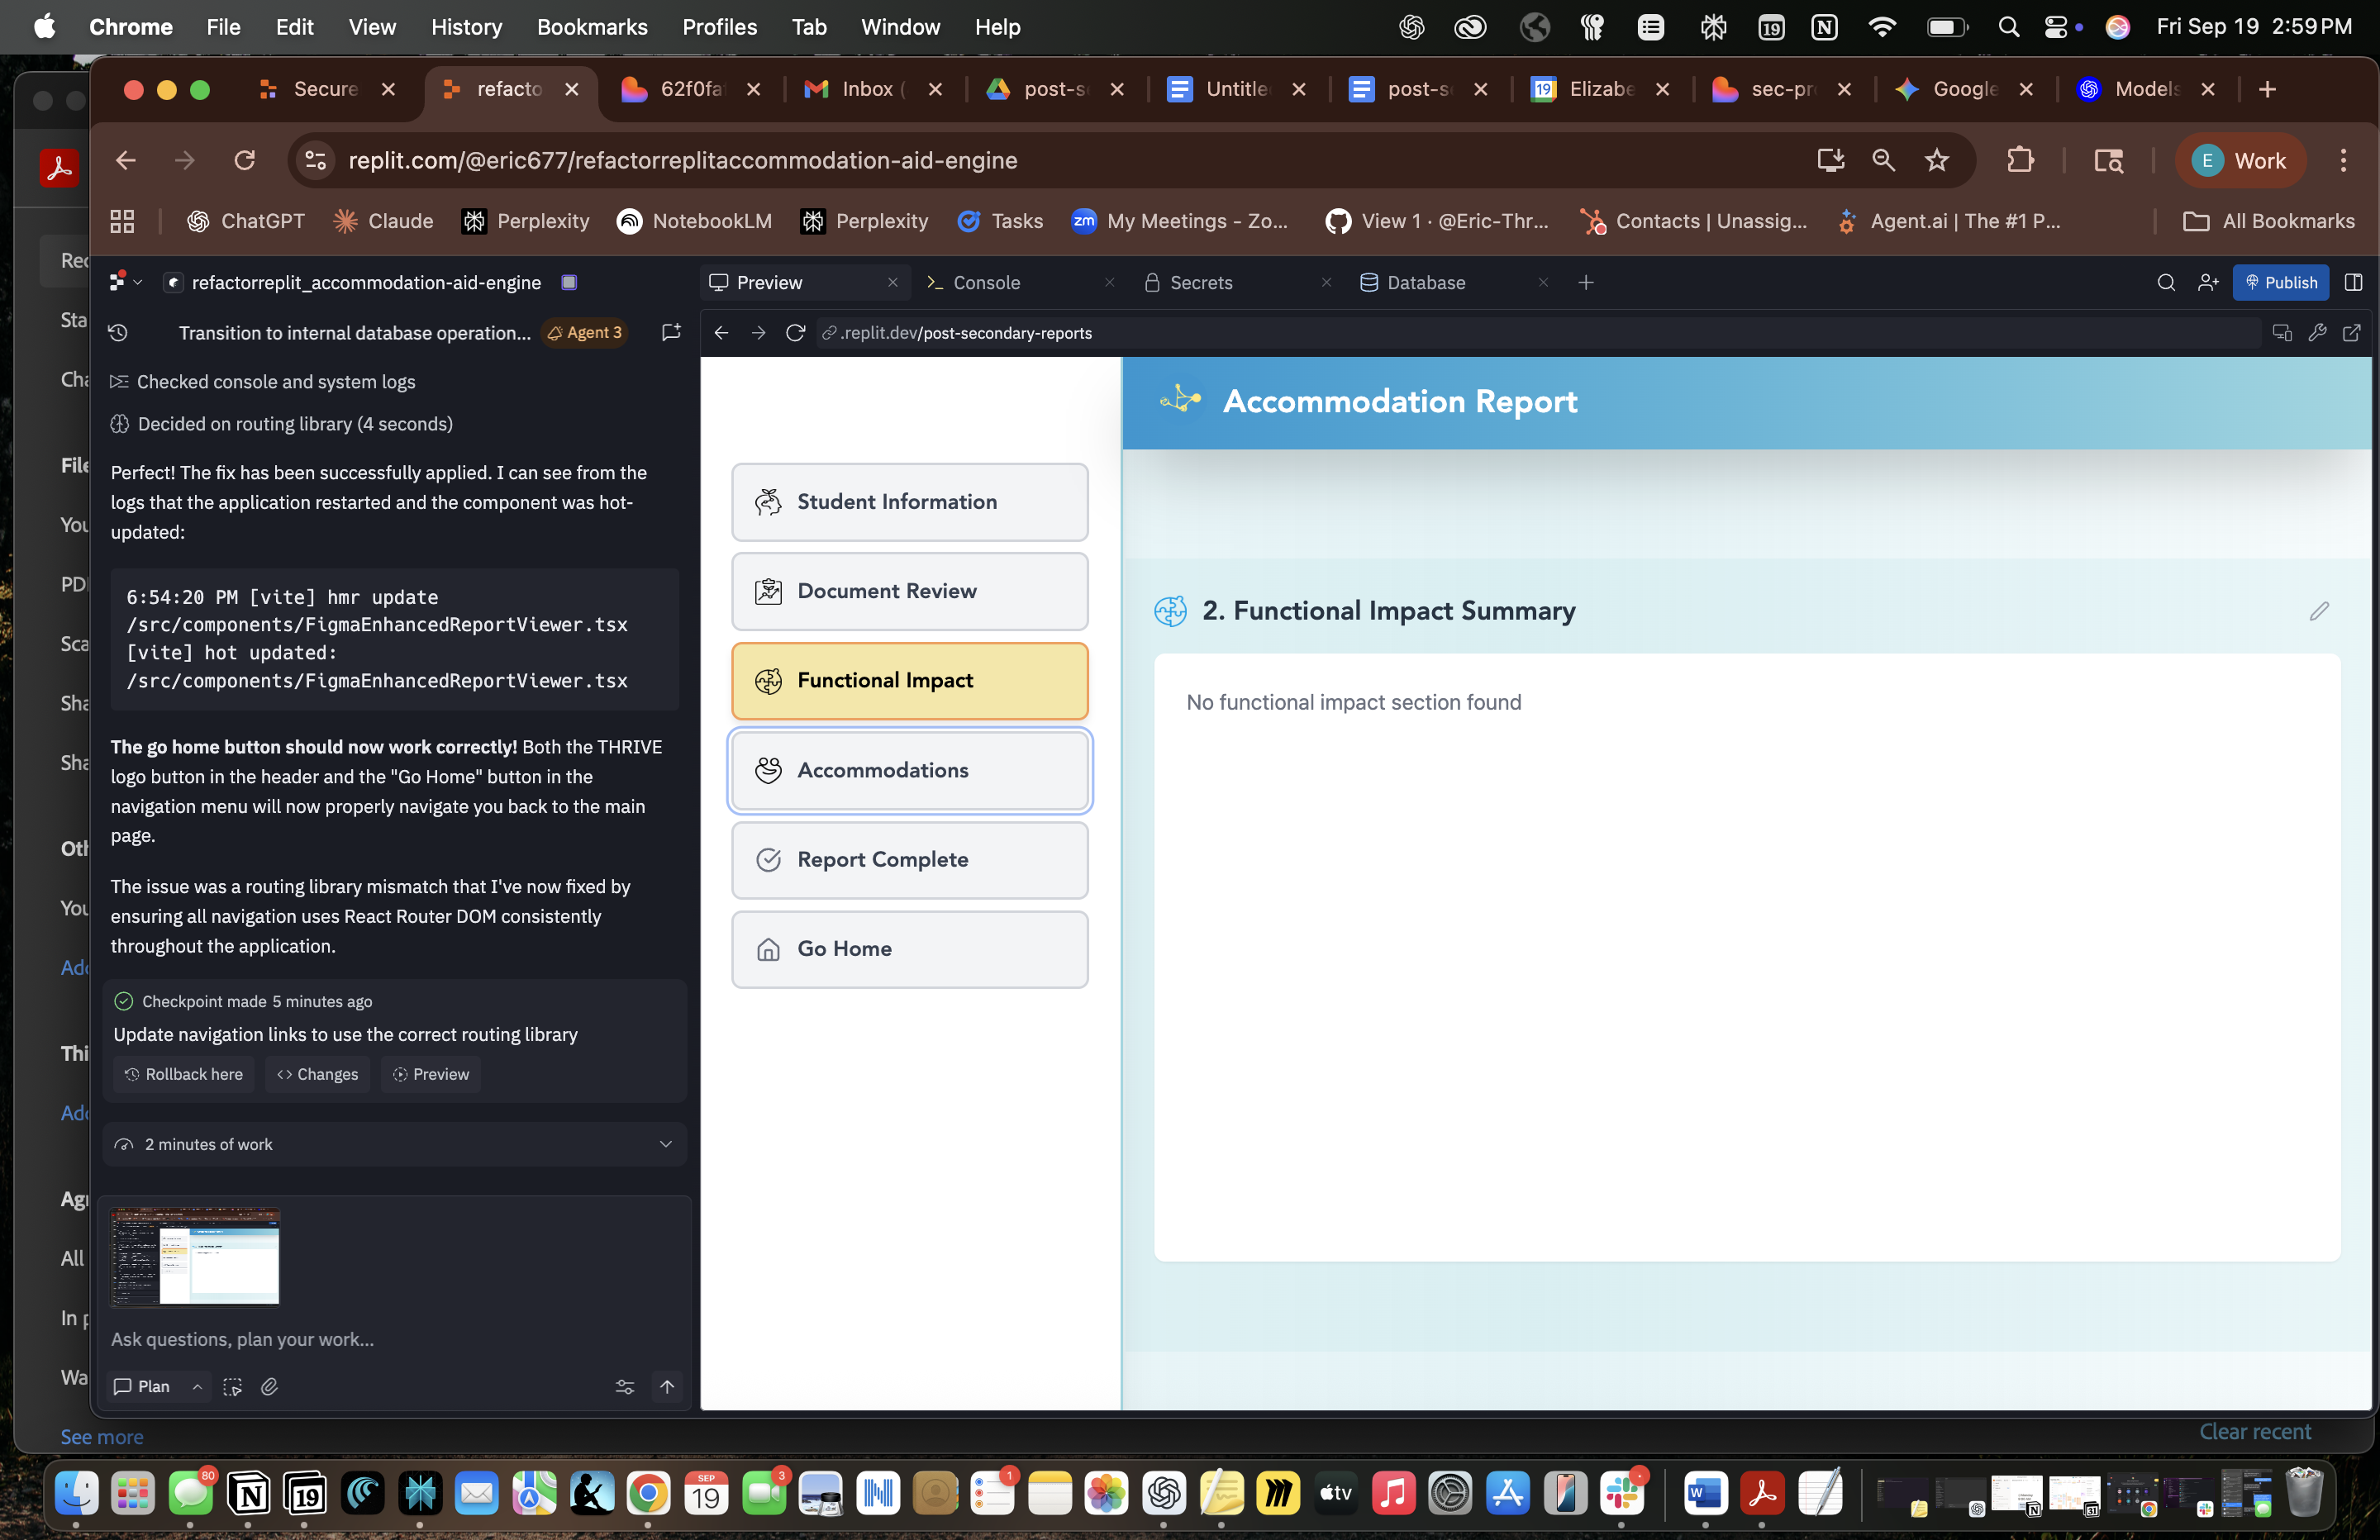 Chrome File Edit View History Bookmarks Profiles Tab Window Help
19
Fri Sep 19 2:59 PM
Secure
refacto
62f0fa
Inbox (
post-s
Untitle
post-s
19
Elizabe
sec-pr
Google
Models
replit.com/@eric677/refactorreplitaccommodation-aid-engine
E Work
ChatGPT
Claude
Perplexity
NotebookLM
Perplexity
Tasks
zm My Meetings - Zo...
View 1 · @Eric-Thr...
Contacts | Unassig...
Agent.ai | The #1 P...
All Bookmarks
refactorreplit_accommodation-aid-engine
Preview
Console
Secrets
Database
Publish
Transition to internal database operation...
Agent 3
.replit.dev/post-secondary-reports
Checked console and system logs
Decided on routing library (4 seconds)
Perfect! The fix has been successfully applied. I can see from the
logs that the application restarted and the component was hot-
updated:
6:54:20 PM [vite] hmr update
/src/components/FigmaEnhancedReportViewer.tsx
[vite] hot updated:
/src/components/FigmaEnhancedReportViewer.tsx
The go home button should now work correctly! Both the THRIVE
logo button in the header and the "Go Home" button in the
navigation menu will now properly navigate you back to the main
page.
The issue was a routing library mismatch that I've now fixed by
ensuring all navigation uses React Router DOM consistently
throughout the application.
Checkpoint made 5 minutes ago
Update navigation links to use the correct routing library
Rollback here
Changes
Preview
2 minutes of work
Ask questions, plan your work...
Plan
Accommodation Report
Student Information
Document Review
Functional Impact
Accommodations
Report Complete
Go Home
2. Functional Impact Summary
No functional impact section found
Rec
Sta
Cha
File
You
PDF
Sca
Sha
Sha
Oth
You
Add
Thi
Add
Agr
All
In p
Wa
See more
Clear recent
80
19
SEP
19
3
1
tv